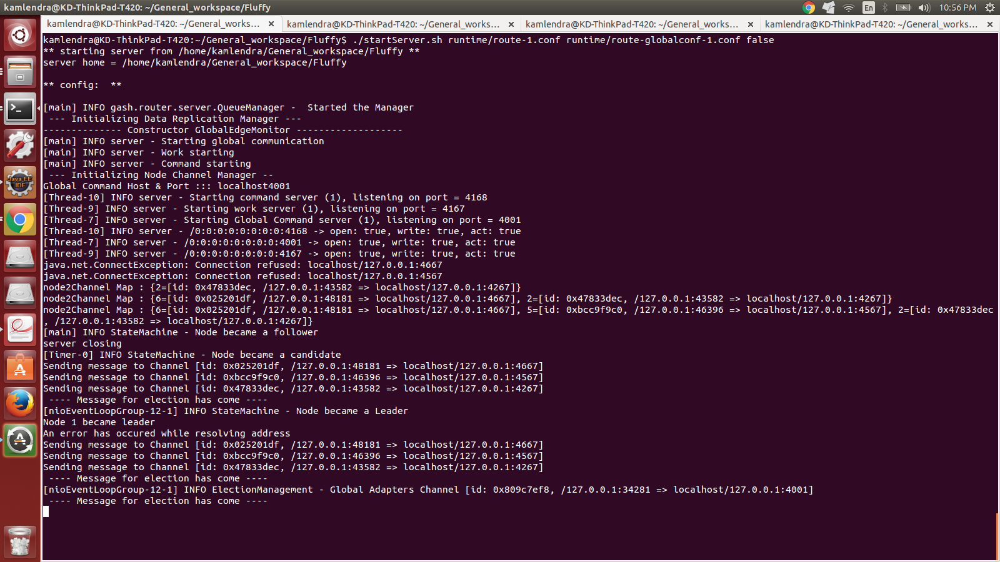 kamlendra@KD-ThinkPad-T420: ~/General_workspace/Fluffy
En
10:56 PM
kamlendra@KD-ThinkPad-T420: ~/General_works... ×
kamlendra@KD-ThinkPad-T420: ~/General_works... ×
kamlendra@KD-ThinkPad-T420: ~/General_works... ×
kamlendra@KD-ThinkPad-T420: ~/General_works... ×
kamlendra@KD-ThinkPad-T420:~/General_workspace/Fluffy$ ./startServer.sh runtime/route-1.conf runtime/route-globalconf-1.conf false
** starting server from /home/kamlendra/General_workspace/Fluffy **
server home = /home/kamlendra/General_workspace/Fluffy
** config:  **
[main] INFO gash.router.server.QueueManager -  Started the Manager
 --- Initializing Data Replication Manager ---
-------------- Constructor GlobalEdgeMonitor -------------------
[main] INFO server - Starting global communication
[main] INFO server - Work starting
[main] INFO server - Command starting
 --- Initializing Node Channel Manager --
Global Command Host & Port ::: localhost4001
[Thread-10] INFO server - Starting command server (1), listening on port = 4168
[Thread-9] INFO server - Starting work server (1), listening on port = 4167
[Thread-7] INFO server - Starting Global Command server (1), listening on port = 4001
[Thread-10] INFO server - /0:0:0:0:0:0:0:0:4168 -> open: true, write: true, act: true
[Thread-7] INFO server - /0:0:0:0:0:0:0:0:4001 -> open: true, write: true, act: true
[Thread-9] INFO server - /0:0:0:0:0:0:0:0:4167 -> open: true, write: true, act: true
java.net.ConnectException: Connection refused: localhost/127.0.0.1:4667
java.net.ConnectException: Connection refused: localhost/127.0.0.1:4567
node2Channel Map : {2=[id: 0x47833dec, /127.0.0.1:43582 => localhost/127.0.0.1:4267]}
node2Channel Map : {6=[id: 0x025201df, /127.0.0.1:48181 => localhost/127.0.0.1:4667], 2=[id: 0x47833dec, /127.0.0.1:43582 => localhost/127.0.0.1:4267]}
node2Channel Map : {6=[id: 0x025201df, /127.0.0.1:48181 => localhost/127.0.0.1:4667], 5=[id: 0xbcc9f9c0, /127.0.0.1:46396 => localhost/127.0.0.1:4567], 2=[id: 0x47833dec
, /127.0.0.1:43582 => localhost/127.0.0.1:4267]}
[main] INFO StateMachine - Node became a follower
server closing
[Timer-0] INFO StateMachine - Node became a candidate
Sending message to Channel [id: 0x025201df, /127.0.0.1:48181 => localhost/127.0.0.1:4667]
Sending message to Channel [id: 0xbcc9f9c0, /127.0.0.1:46396 => localhost/127.0.0.1:4567]
Sending message to Channel [id: 0x47833dec, /127.0.0.1:43582 => localhost/127.0.0.1:4267]
 ---- Message for election has come ----
[nioEventLoopGroup-12-1] INFO StateMachine - Node became a Leader
Node 1 became leader
An error has occured while resolving address
Sending message to Channel [id: 0x025201df, /127.0.0.1:48181 => localhost/127.0.0.1:4667]
Sending message to Channel [id: 0xbcc9f9c0, /127.0.0.1:46396 => localhost/127.0.0.1:4567]
Sending message to Channel [id: 0x47833dec, /127.0.0.1:43582 => localhost/127.0.0.1:4267]
 ---- Message for election has come ----
[nioEventLoopGroup-12-1] INFO ElectionManagement - Global Adapters Channel [id: 0x809c7ef8, /127.0.0.1:34281 => localhost/127.0.0.1:4001]
 ---- Message for election has come ----
Java EE
IDE